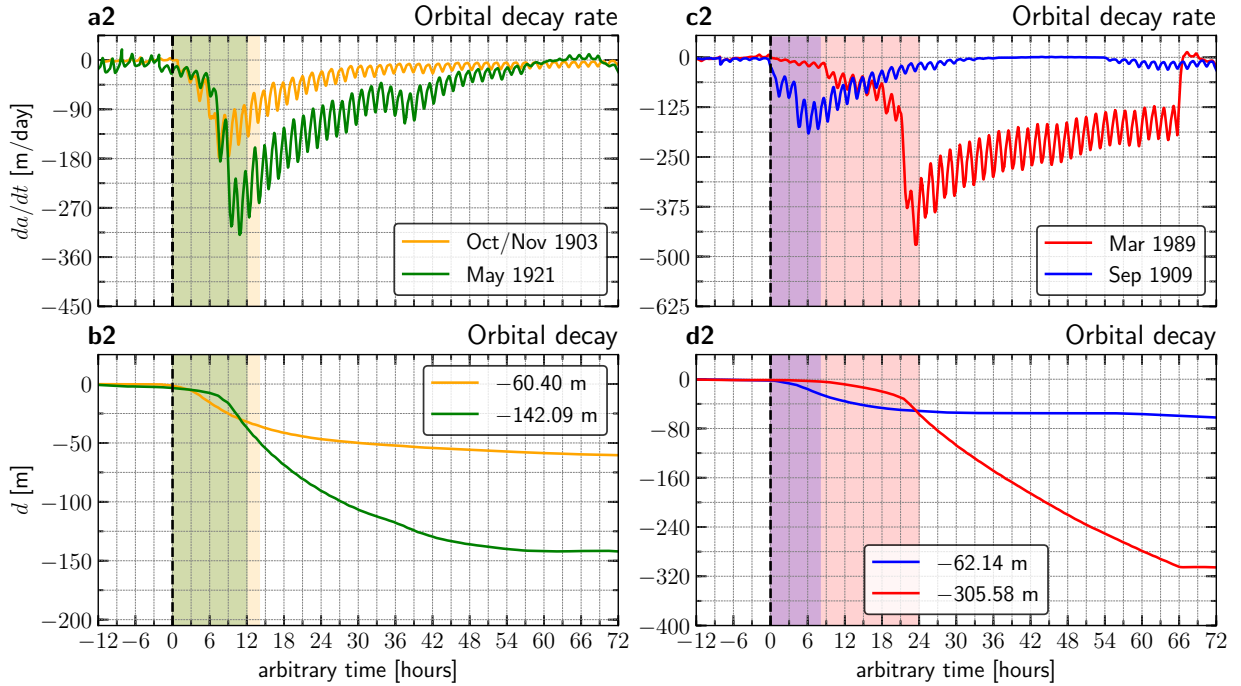 a2 Orbital decay rate
da/dt [m/day]
0
−90
−180
−270
−360
−450
Oct/Nov 1903
May 1921
c2 Orbital decay rate
0
−125
−250
−375
−500
−625
Mar 1989
Sep 1909
b2 Orbital decay
d [m]
0
−50
−100
−150
−200
−60.40 m
−142.09 m
−12 −6 0 6 12 18 24 30 36 42 48 54 60 66 72
arbitrary time [hours]
d2 Orbital decay
0
−80
−160
−240
−320
−400
−62.14 m
−305.58 m
−12 −6 0 6 12 18 24 30 36 42 48 54 60 66 72
arbitrary time [hours]